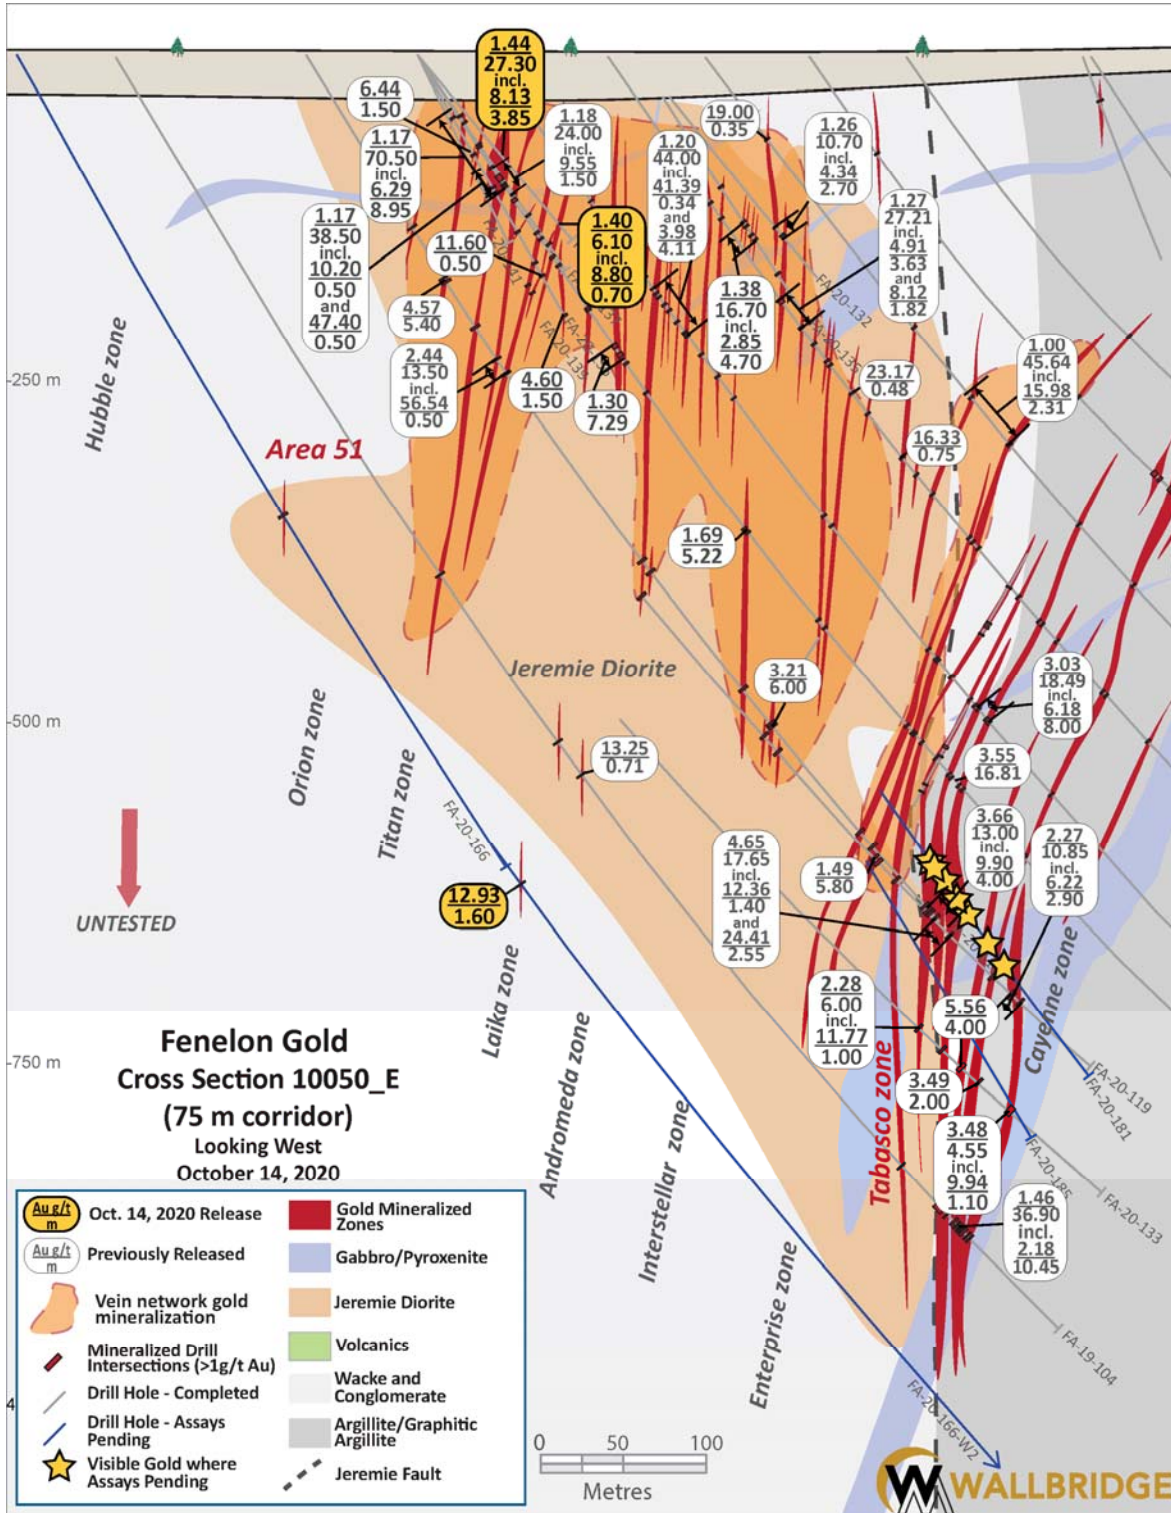 1.44
27.30
incl.
8.13
3.85
6.44
1.50
1.18
24.00
incl.
9.55
1.50
19.00
0.35
1.17
70.50
incl.
6.29
8.95
1.20
44.00
incl.
41.39
0.34
and
3.98
4.11
1.26
10.70
incl.
4.34
2.70
1.17
38.50
incl.
10.20
0.50
and
47.40
0.50
11.60
0.50
1.40
6.10
incl.
8.80
0.70
1.27
27.21
incl.
4.91
3.63
and
8.12
1.82
1.38
16.70
incl.
2.85
4.70
4.57
5.40
2.44
13.50
incl.
56.54
0.50
4.60
1.50
1.30
7.29
23.17
0.48
1.00
45.64
incl.
15.98
2.31
16.33
0.75
FA-20-132
FA-20-135
FA-20-139
-250 m
Hubble zone
Area 51
1.69
5.22
Jeremie Diorite
3.21
6.00
3.03
18.49
incl.
6.18
8.00
-500 m
Orion zone
Titan zone
13.25
0.71
3.55
16.81
FA-20-166
3.66
13.00
incl.
9.90
4.00
2.27
10.85
incl.
6.22
2.90
4.65
17.65
incl.
12.36
1.40
and
24.41
2.55
1.49
5.80
12.93
1.60
UNTESTED
Laika zone
Andromeda zone
Interstellar zone
Enterprise zone
Tabasco zone
Cayenne zone
2.28
6.00
incl.
11.77
1.00
5.56
4.00
3.49
2.00
3.48
4.55
incl.
9.94
1.10
1.46
36.90
incl.
2.18
10.45
FA-20-119
FA-20-181
FA-20-185
FA-20-133
FA-19-104
FA-20-166-W2
-750 m
Fenelon Gold
Cross Section 10050_E
(75 m corridor)
Looking West
October 14, 2020
Au g/t
m
Oct. 14, 2020 Release
Au g/t
m
Previously Released
Vein network gold
mineralization
Mineralized Drill
Intersections (>1g/t Au)
Drill Hole - Completed
Drill Hole - Assays
Pending
Visible Gold where
Assays Pending
Gold Mineralized
Zones
Gabbro/Pyroxenite
Jeremie Diorite
Volcanics
Wacke and
Conglomerate
Argillite/Graphitic
Argillite
Jeremie Fault
0 50 100
Metres
WALLBRIDGE